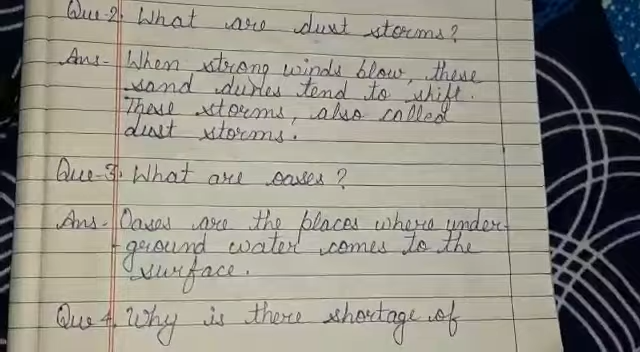 Que-2. What are dust storms?
Ans- When strong winds blow, these
sand dunes tend to shift.
These storms, also called
dust storms.
Que-3. What are oases?
Ans- Oases are the places where under-
-ground water comes to the
surface.
Que 4. Why is there shortage of